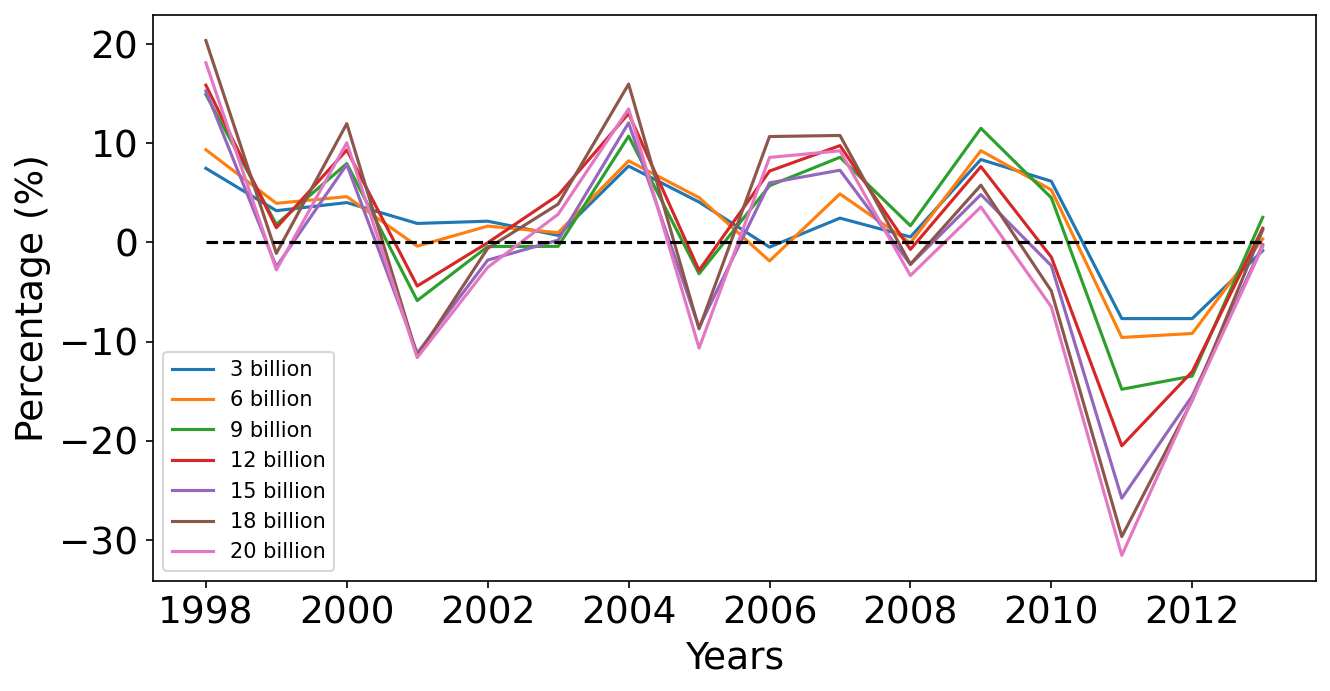 Percentage (%)
20
10
0
−10
−20
−30
3 billion
6 billion
9 billion
12 billion
15 billion
18 billion
20 billion
1998 2000 2002 2004 2006 2008 2010 2012
Years